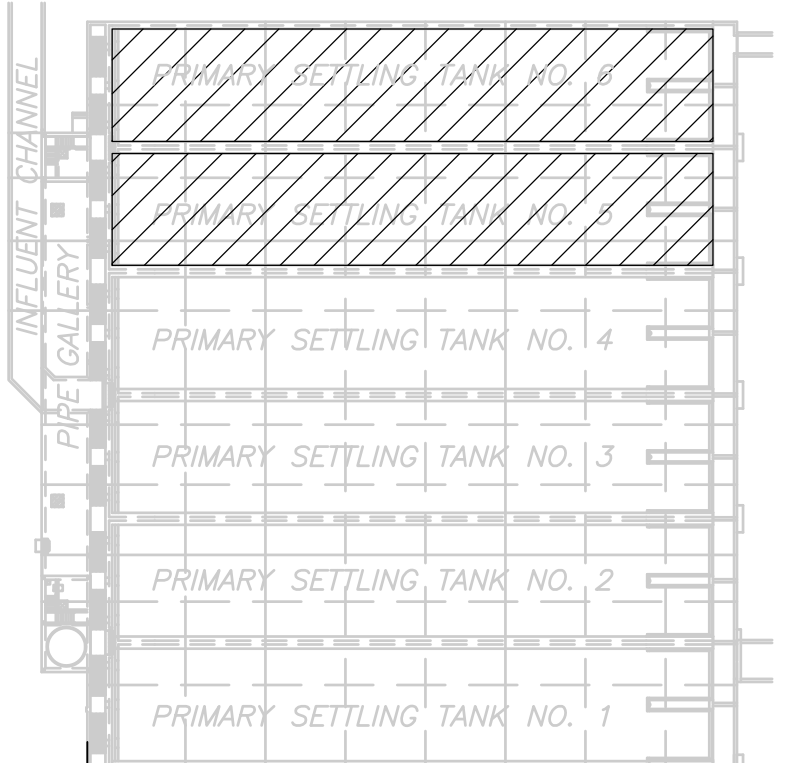 INFLUENT CHANNEL
PIPE GALLERY
PRIMARY SETTLING TANK NO. 6
PRIMARY SETTLING TANK NO. 5
PRIMARY SETTLING TANK NO. 4
PRIMARY SETTLING TANK NO. 3
PRIMARY SETTLING TANK NO. 2
PRIMARY SETTLING TANK NO. 1